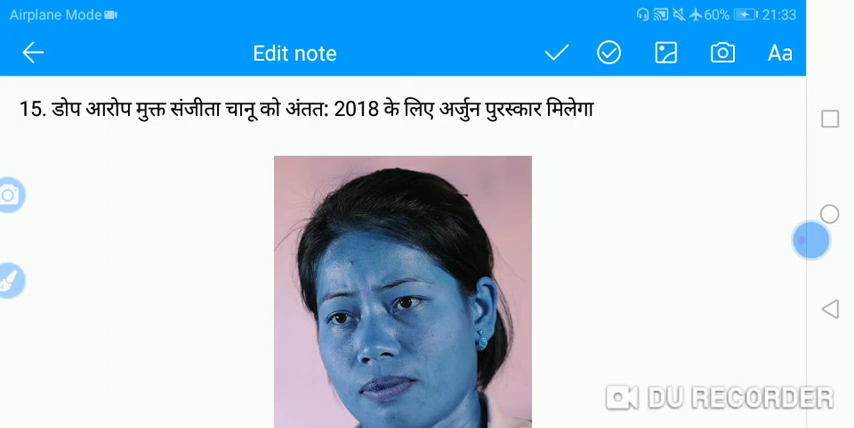 Airplane Mode 60% 21:33
Edit note Aa
15. डोप आरोप मुक्त संजीता चानू को अंततः 2018 के लिए अर्जुन पुरस्कार मिलेगा
DU RECORDER